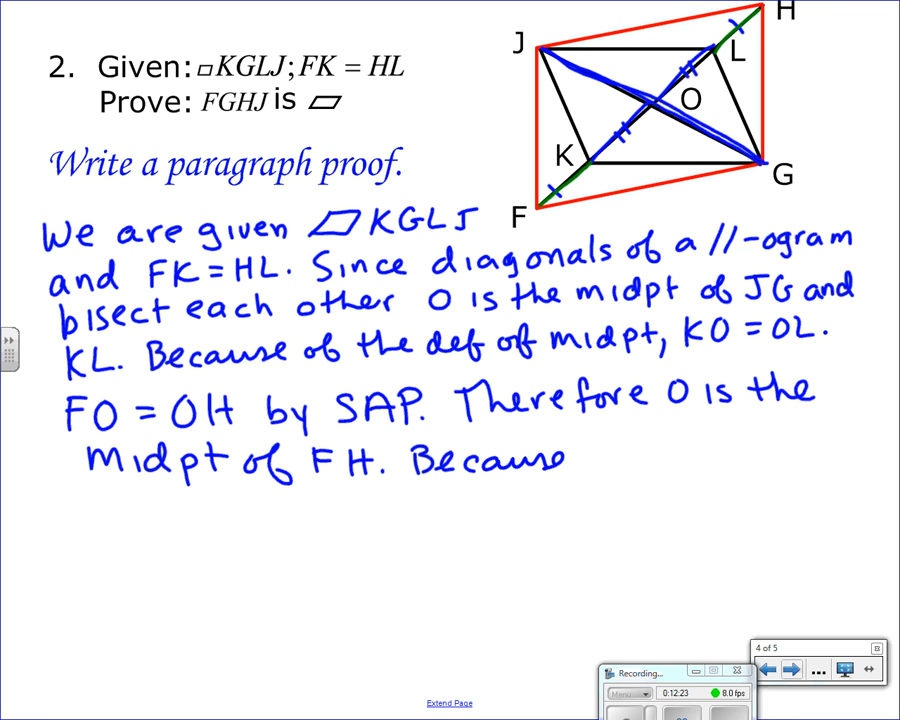 2. Given: ▱KGLJ; FK = HL
Prove: FGHJ is ▱
Write a paragraph proof.
H
J
L
O
K
G
F
We are given ▱ KGLJ
and FK = HL. Since diagonals of a //-ogram
bisect each other O is the midpt of JG and
KL. Because of the def of midpt, KO = OL.
FO = OH by SAP. Therefore O is the
midpt of FH. Because
4 of 5
...
Recording...
Menu
0:12:23
8.0 fps
Extend Page